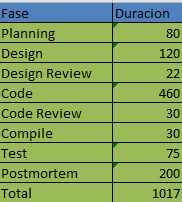 Fase Duracion
Planning 80
Design 120
Design Review 22
Code 460
Code Review 30
Compile 30
Test 75
Postmortem 200
Total 1017